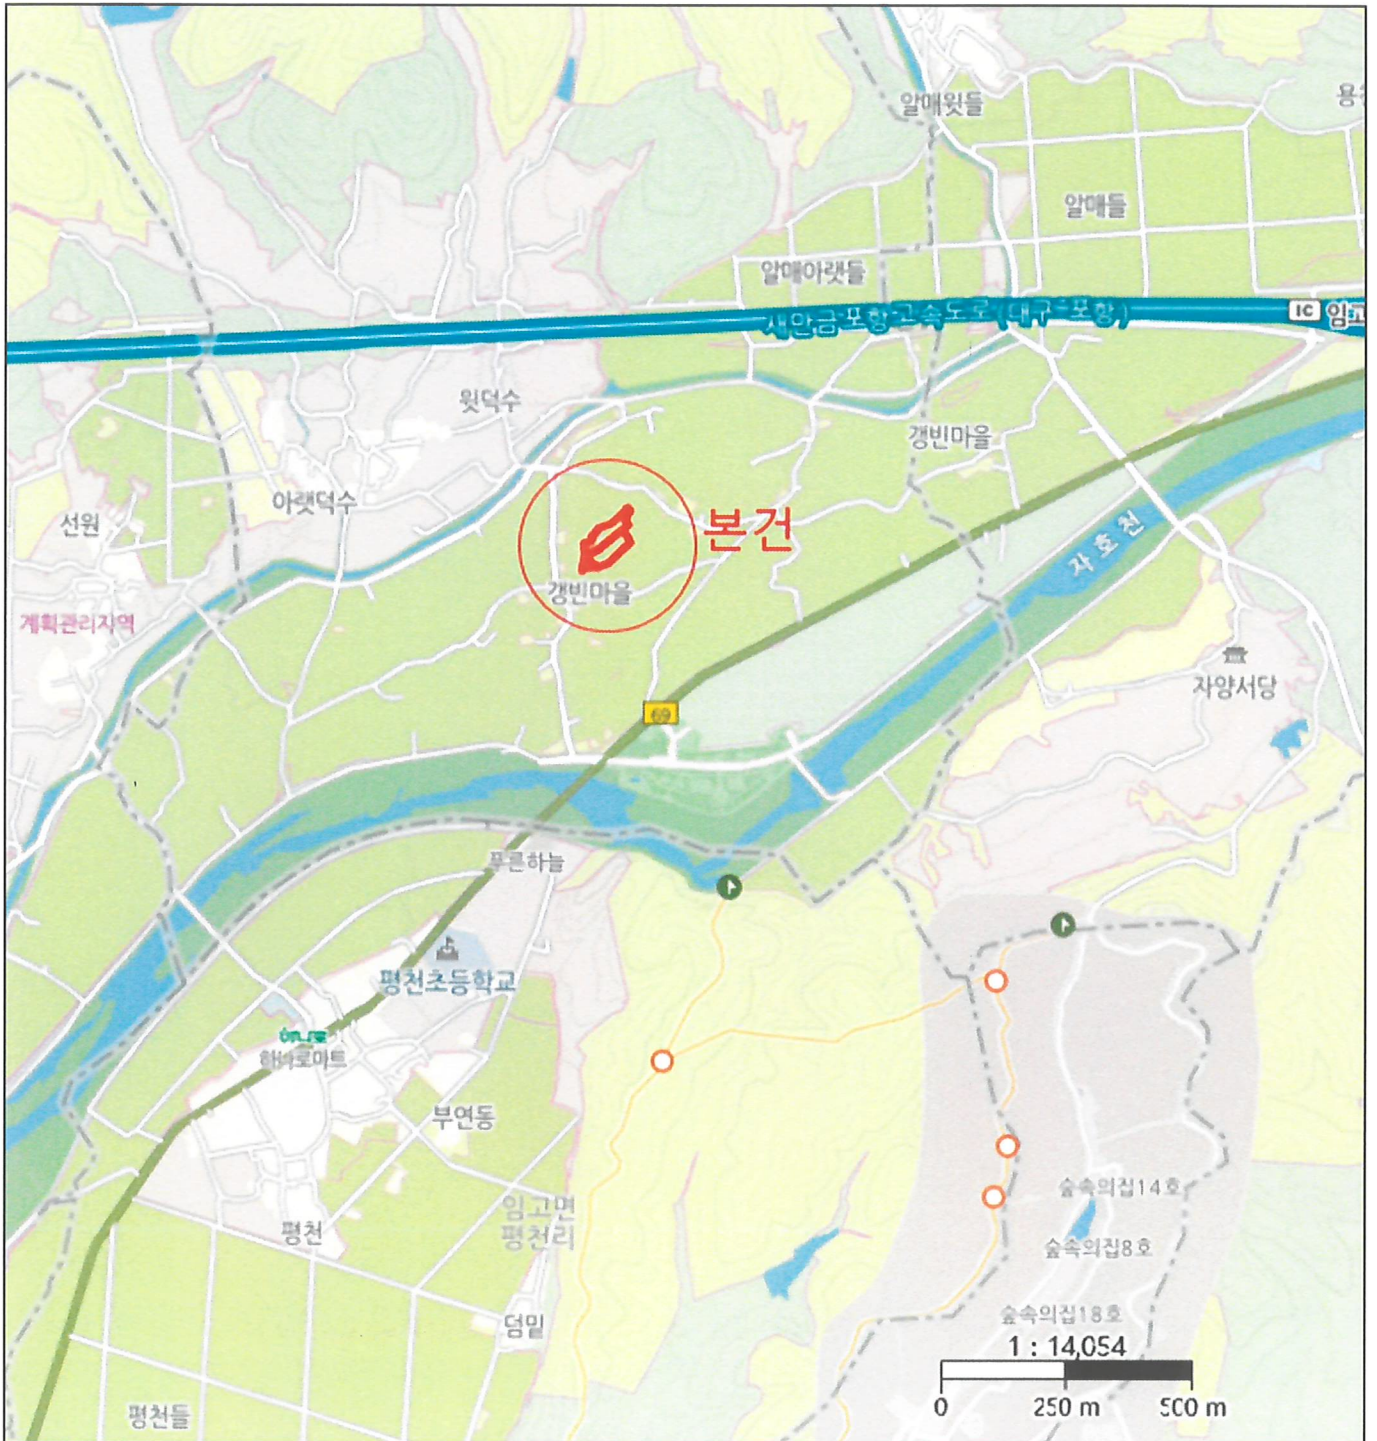 알매윗들
용
알매들
알매아랫들
새만금포항고속도로(대구-포항)
IC 임고
윗덕수
갱빈마을
아랫덕수
선원
본건
자호천
갱빈마을
계획관리지역
자양서당
69
푸른하늘
평천초등학교
하나로마트
부연동
임고면
평천리
숲속의집14호
평천
숲속의집8호
덤밑
숲속의집18호
1 : 14,054
0 250 m 500 m
평천들